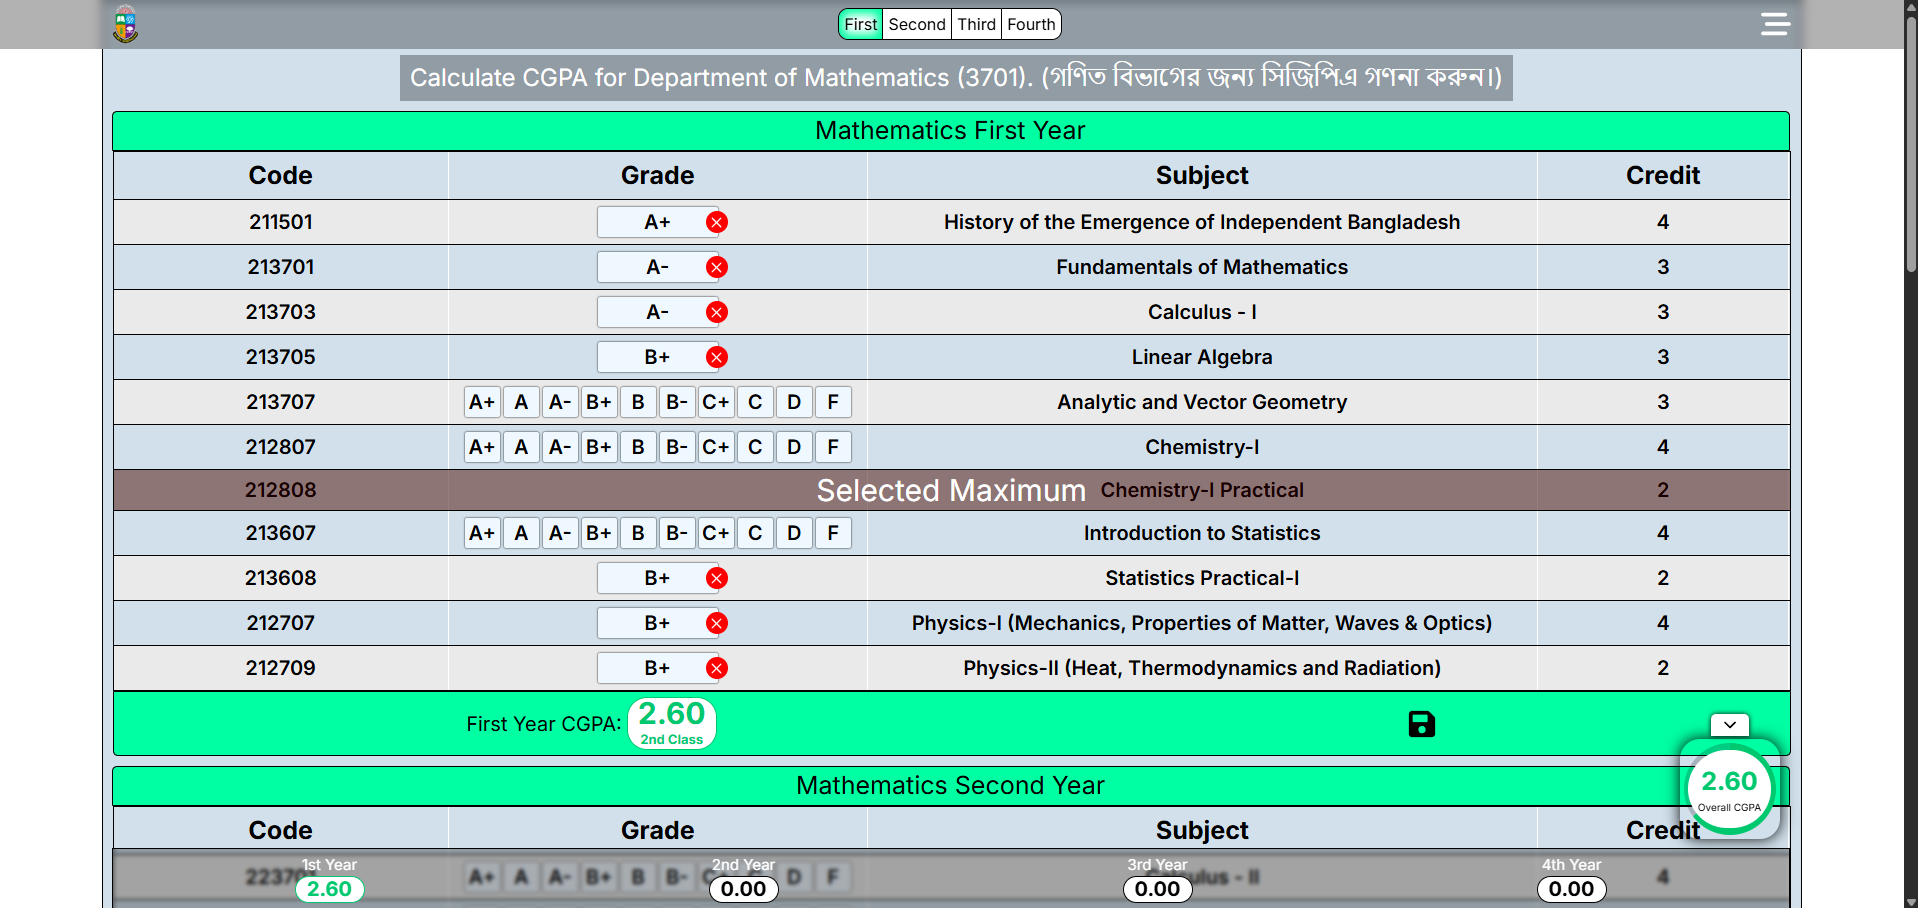 First Second Third Fourth
Calculate CGPA for Department of Mathematics (3701). (গণিত বিভাগের জন্য সিজিপিএ গণনা করুন।)
Mathematics First Year
Code Grade Subject Credit
211501 A+ History of the Emergence of Independent Bangladesh 4
213701 A- Fundamentals of Mathematics 3
213703 A- Calculus - I 3
213705 B+ Linear Algebra 3
213707 A+ A A- B+ B B- C+ C D F Analytic and Vector Geometry 3
212807 A+ A A- B+ B B- C+ C D F Chemistry-I 4
212808 Selected Maximum Chemistry-I Practical 2
213607 A+ A A- B+ B B- C+ C D F Introduction to Statistics 4
213608 B+ Statistics Practical-I 2
212707 B+ Physics-I (Mechanics, Properties of Matter, Waves & Optics) 4
212709 B+ Physics-II (Heat, Thermodynamics and Radiation) 2
First Year CGPA: 2.60
2nd Class
Mathematics Second Year
2.60
Overall CGPA
Code Grade Subject Credit
1st Year 2nd Year 3rd Year 4th Year
A+ A A- B+ B B- D F - II 4
2.60 0.00 0.00 0.00